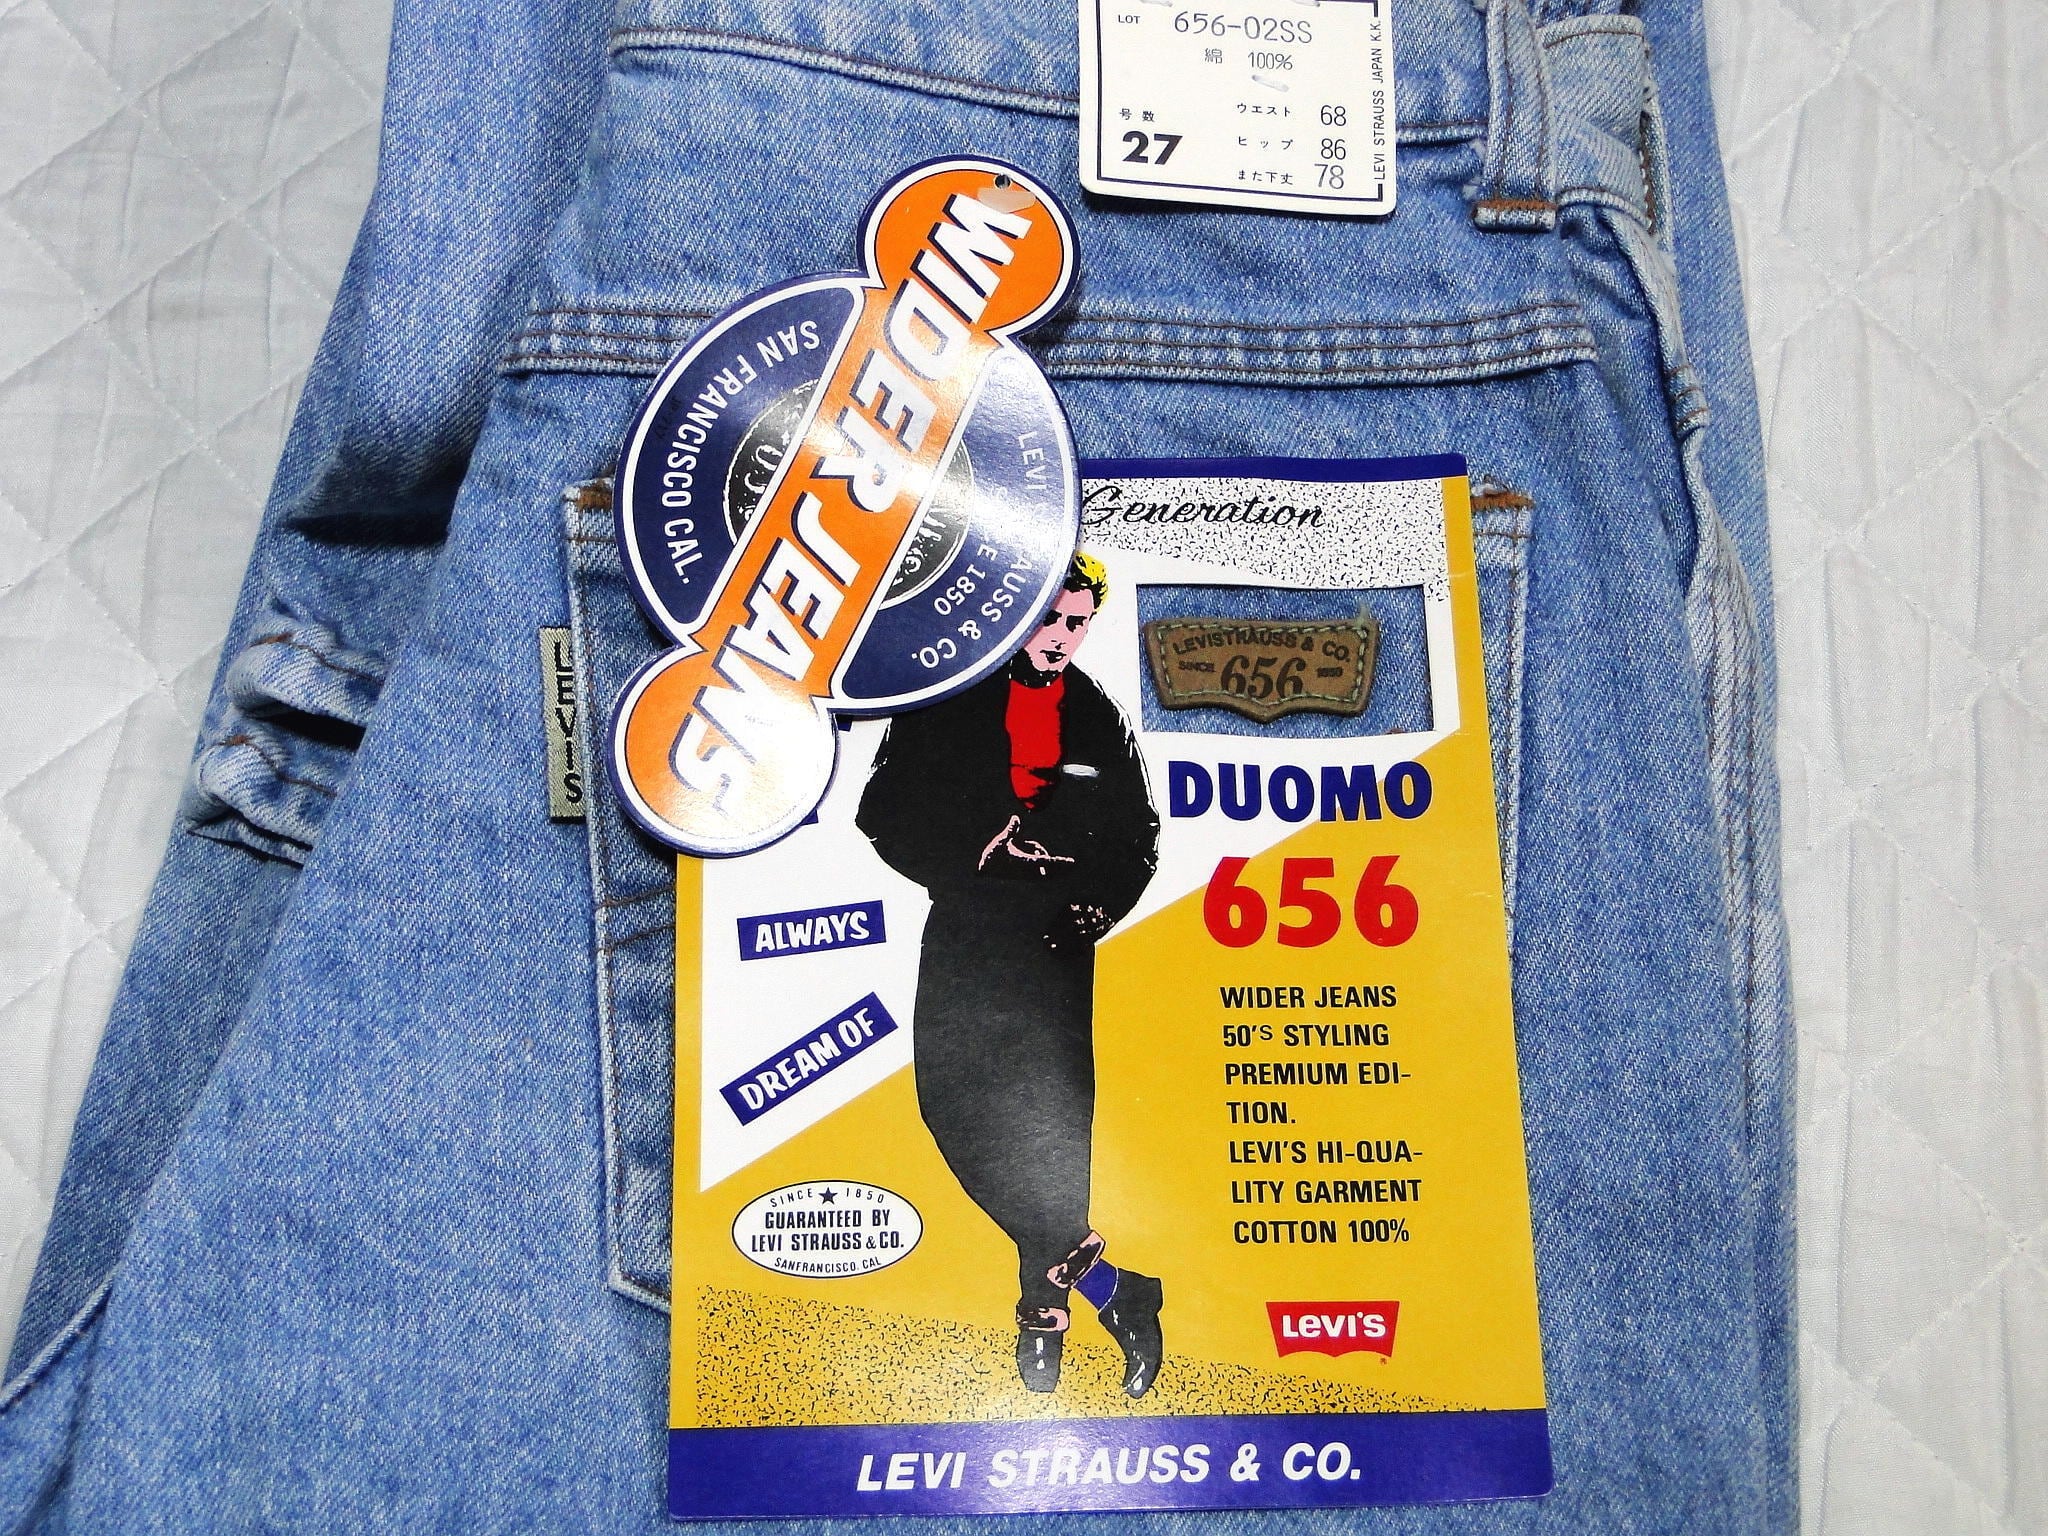 LOT 656-02SS
綿 100%
号数 ウエスト 68
27 ヒップ 86
また下丈 78
LEVI STRAUSS JAPAN K.K.
WIDER JEANS
SAN FRANCISCO CAL.
LEVI
AUSS & CO.
E 1850
Generation
LEVI STRAUSS & CO.
SINCE 656 1850
LEVI'S
DUOMO
656
ALWAYS
DREAM OF
WIDER JEANS
50'S STYLING
PREMIUM EDI-
TION.
LEVI'S HI-QUA-
LITY GARMENT
COTTON 100%
SINCE ★ 1850
GUARANTEED BY
LEVI STRAUSS & CO.
SANFRANCISCO. CAL
LEVI'S
®
LEVI STRAUSS & CO.